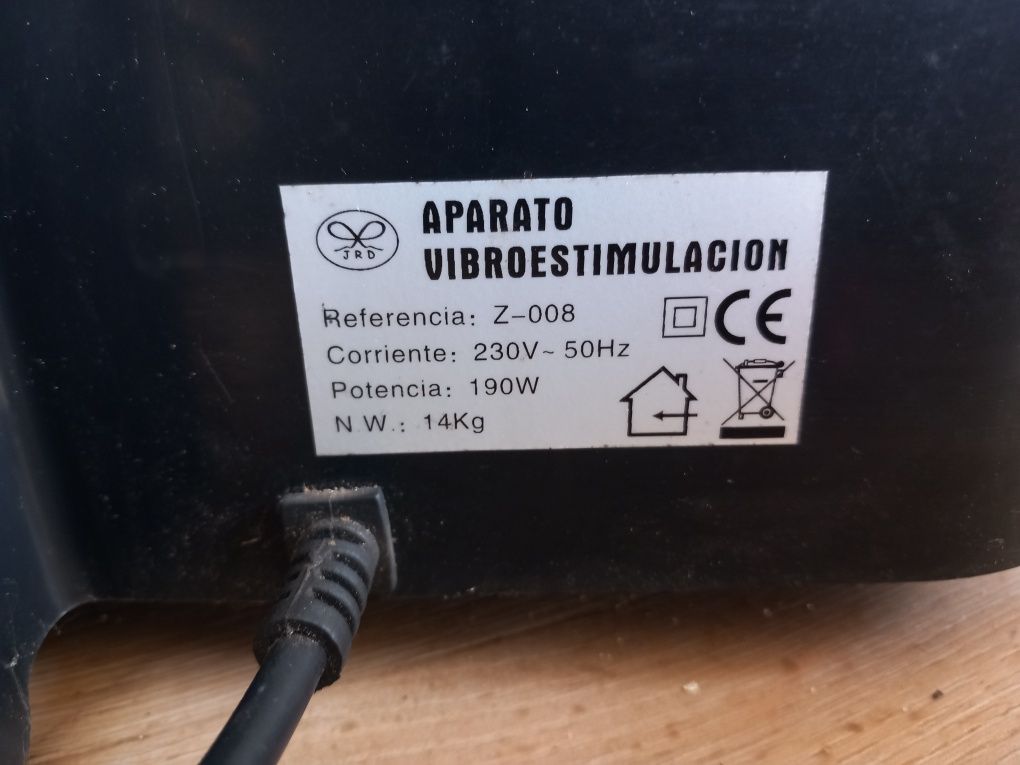 JRD
APARATO
VIBROESTIMULACION
Referencia: Z-008
Corriente: 230V~ 50Hz
Potencia: 190W
N.W.: 14Kg
CE